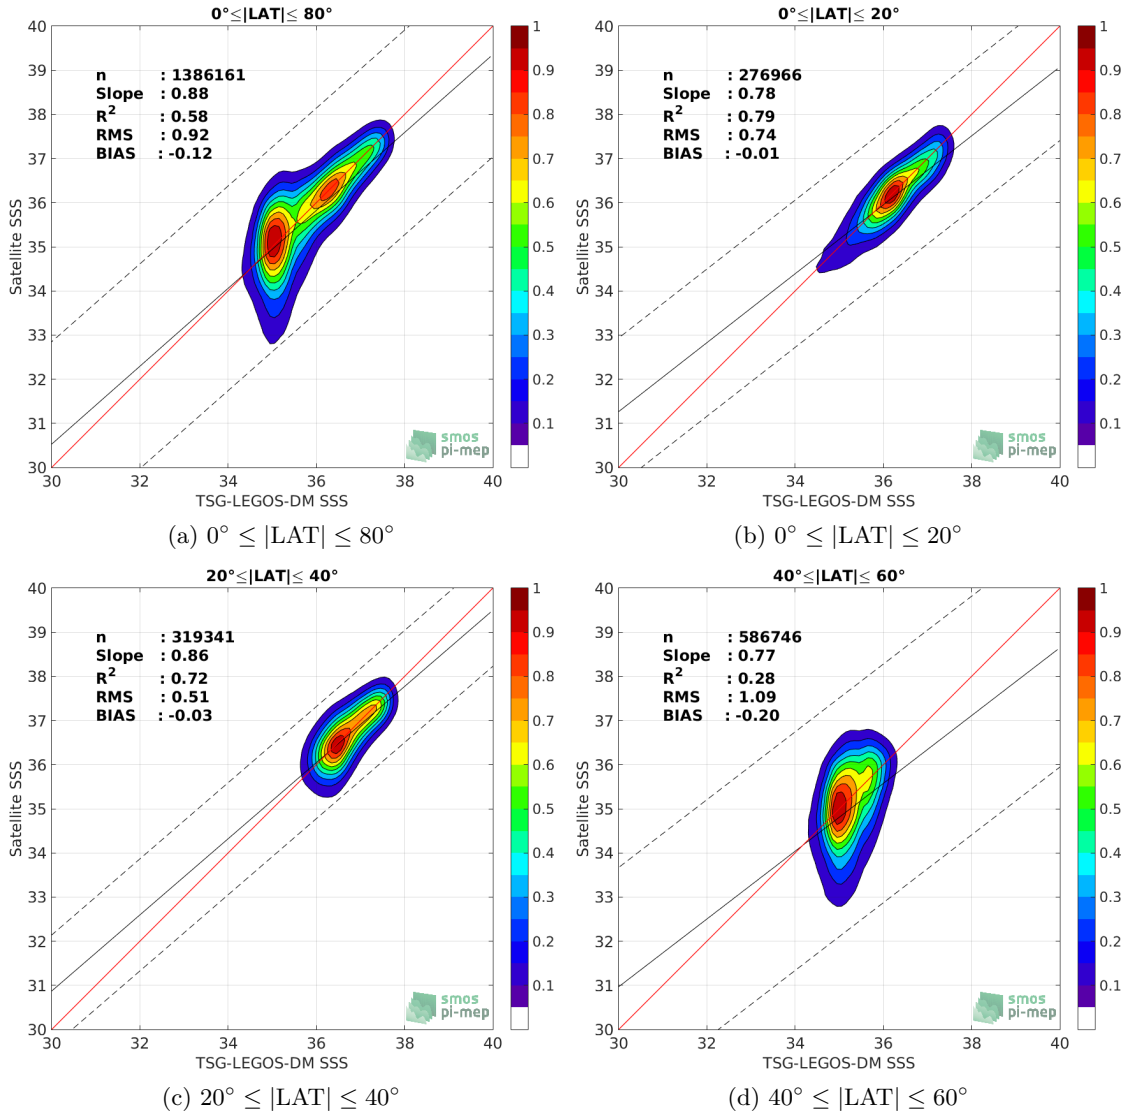 0°≤|LAT|≤ 80°
40
39
38
37
36
35
34
33
32
31
30
Satellite SSS
n : 1386161
Slope : 0.88
R² : 0.58
RMS : 0.92
BIAS : -0.12
smos
pi-mep
30 32 34 36 38 40
TSG-LEGOS-DM SSS
1
0.9
0.8
0.7
0.6
0.5
0.4
0.3
0.2
0.1
(a) 0° ≤ |LAT| ≤ 80°
0°≤|LAT|≤ 20°
40
39
38
37
36
35
34
33
32
31
30
Satellite SSS
n : 276966
Slope : 0.78
R² : 0.79
RMS : 0.74
BIAS : -0.01
smos
pi-mep
30 32 34 36 38 40
TSG-LEGOS-DM SSS
1
0.9
0.8
0.7
0.6
0.5
0.4
0.3
0.2
0.1
(b) 0° ≤ |LAT| ≤ 20°
20°≤|LAT|≤ 40°
40
39
38
37
36
35
34
33
32
31
30
Satellite SSS
n : 319341
Slope : 0.86
R² : 0.72
RMS : 0.51
BIAS : -0.03
smos
pi-mep
30 32 34 36 38 40
TSG-LEGOS-DM SSS
1
0.9
0.8
0.7
0.6
0.5
0.4
0.3
0.2
0.1
(c) 20° ≤ |LAT| ≤ 40°
40°≤|LAT|≤ 60°
40
39
38
37
36
35
34
33
32
31
30
Satellite SSS
n : 586746
Slope : 0.77
R² : 0.28
RMS : 1.09
BIAS : -0.20
smos
pi-mep
30 32 34 36 38 40
TSG-LEGOS-DM SSS
1
0.9
0.8
0.7
0.6
0.5
0.4
0.3
0.2
0.1
(d) 40° ≤ |LAT| ≤ 60°